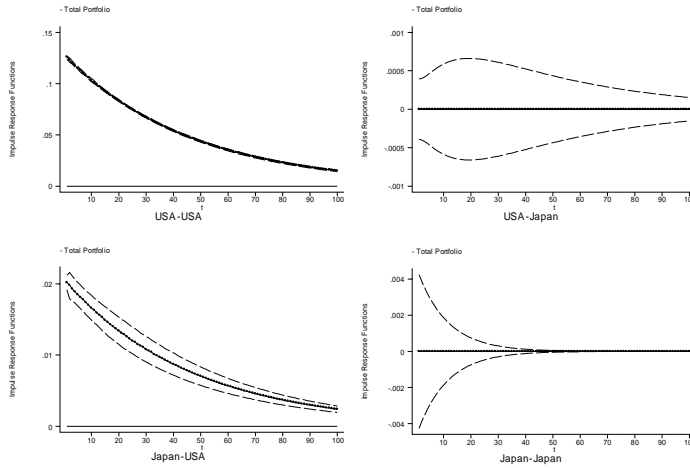 - Total Portfolio
Impulse Response Functions
.15
.1
.05
0
10 20 30 40 50 60 70 80 90 100
t
USA-USA
- Total Portfolio
Impulse Response Functions
.001
.0005
0
-.0005
-.001
10 20 30 40 50 60 70 80 90 100
t
USA-Japan
- Total Portfolio
Impulse Response Functions
.02
.01
0
10 20 30 40 50 60 70 80 90 100
t
Japan-USA
- Total Portfolio
Impulse Response Functions
.004
.002
0
-.002
-.004
10 20 30 40 50 60 70 80 90 100
t
Japan-Japan